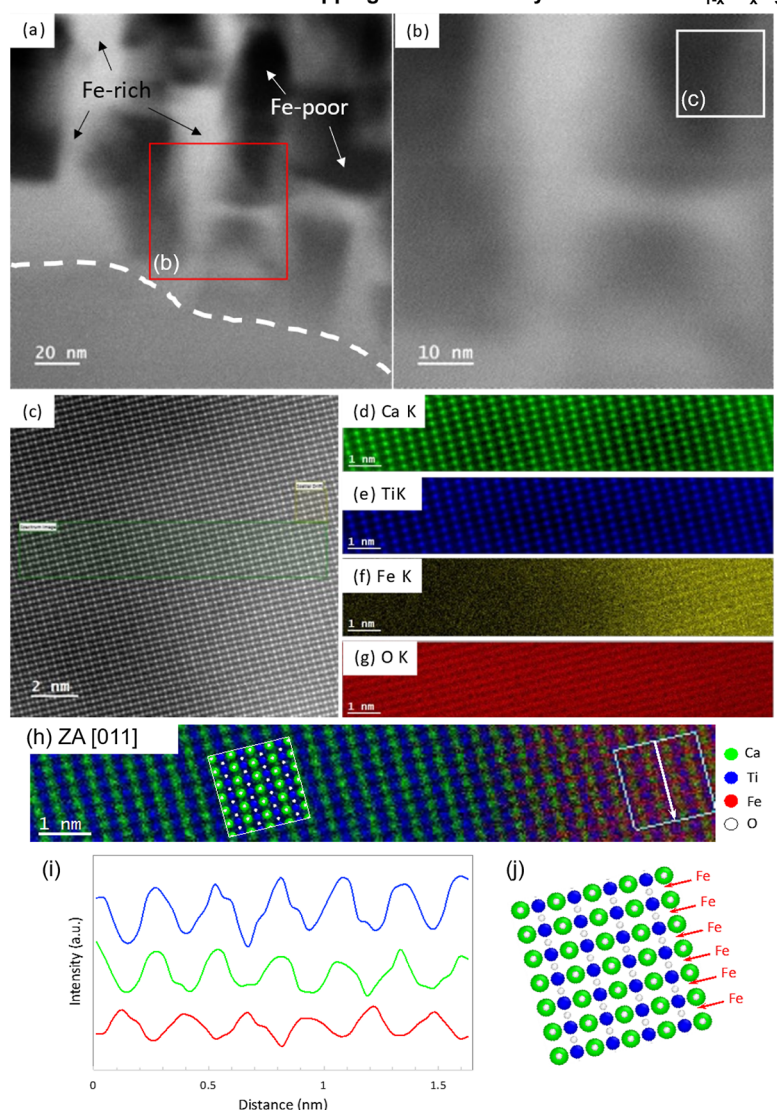 (a)
(b)
Fe-rich
Fe-poor
(c)
(b)
20 nm
10 nm
(c)
(d) Ca K
1 nm
Spectrum Image
(e) TiK
1 nm
(f) Fe K
1 nm
(g) O K
2 nm
1 nm
(h) ZA [011]
1 nm
Ca
Ti
Fe
O
(i)
Intensity (a.u.)
0
0.5
1
1.5
Distance (nm)
(j)
Fe
Fe
Fe
Fe
Fe
Fe